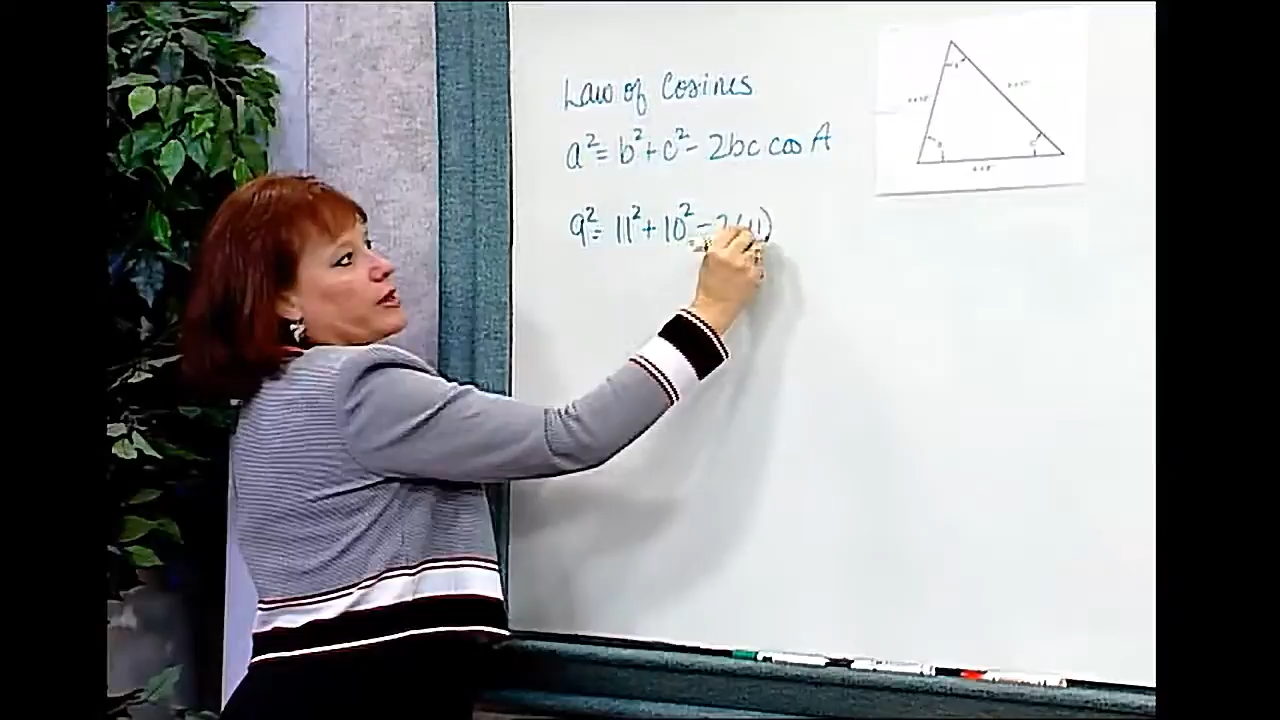 Law of Cosines
a² = b² + c² - 2bc cos A
9² = 11² + 10² - 2(11)